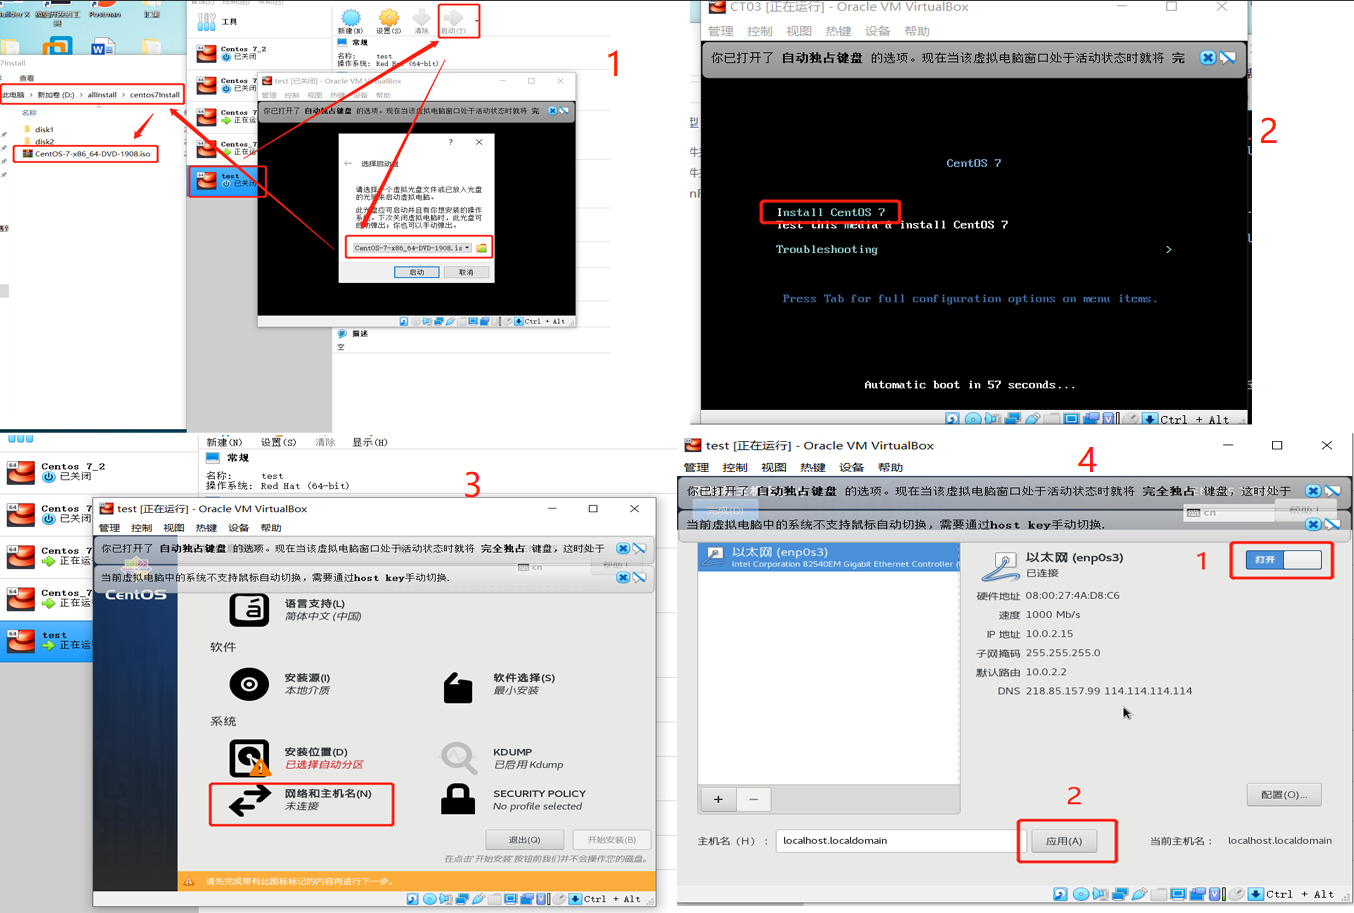 Builder X
Postman
汇集
7Install
查看
此电脑 > 新加卷 (D:) > allInstall > centos7Install
名称
disk1
disk2
CentOS-7-x86_64-DVD-1908.iso
工具
Centos 7_2
已关闭
Centos 7
已关闭
Centos 7
正在运
Centos_7
正在运
test
已关闭
新建(N)
设置(S)
清除
启动(T)
常规
名称: test
操作系统: Red Hat (64-bit)
1
test [已关闭] - Oracle VM VirtualBox
管理 控制 视图 热键 设备 帮助
你已打开了 自动独占键盘 的选项。现在当该虚拟电脑窗口处于活动状态时就将 完
? ×
选择启动盘
请选择一个虚拟光盘文件或已放入光盘
的光驱来启动虚拟电脑。
此光盘应可启动并且有你想安装的操作
系统。下次关闭虚拟电脑时，此光盘可
自动弹出；你也可以手动弹出。
CentOS-7-x86_64-DVD-1908.is
启动
取消
Ctrl + Alt
描述
空
CT03 [正在运行] - Oracle VM VirtualBox
管理 控制 视图 热键 设备 帮助
你已打开了 自动独占键盘 的选项。现在当该虚拟电脑窗口处于活动状态时就将 完
2
CentOS 7
Install CentOS 7
Test this media & install CentOS 7
Troubleshooting >
Press Tab for full configuration options on menu items.
Automatic boot in 57 seconds...
Ctrl + Alt
新建(N) 设置(S) 清除 显示(H)
常规
名称: test
操作系统: Red Hat (64-bit)
3
Centos 7_2
已关闭
Centos 7
已关闭
Centos 7
正在运
Centos_7
正在运
test
正在运
test [正在运行] - Oracle VM VirtualBox
管理 控制 视图 热键 设备 帮助
你已打开了 自动独占键盘 的选项。现在当该虚拟电脑窗口处于活动状态时就将 完全独占 键盘，这时处于
cn
当前虚拟电脑中的系统不支持鼠标自动切换，需要通过host key手动切换.
CentOS
语言支持(L)
简体中文 (中国)
软件
安装源(I)
本地介质
软件选择(S)
最小安装
系统
安装位置(D)
已选择自动分区
KDUMP
已启用 Kdump
网络和主机名(N)
未连接
SECURITY POLICY
No profile selected
退出(Q)
开始安装(B)
在点击'开始安装'按钮前我们并不会操作您的磁盘。
请先完成带有此图标标记的内容再进行下一步。
Ctrl + Alt
test [正在运行] - Oracle VM VirtualBox
管理 控制 视图 热键 设备 帮助
4
你已打开了 自动独占键盘 的选项。现在当该虚拟电脑窗口处于活动状态时就将 完全独占 键盘，这时处于
完成(D)
cn
当前虚拟电脑中的系统不支持鼠标自动切换，需要通过host key手动切换.
以太网 (enp0s3)
Intel Corporation 82540EM Gigabit Ethernet Controller (
以太网 (enp0s3)
已连接
1
打开
硬件地址 08:00:27:4A:D8:C6
速度 1000 Mb/s
IP 地址 10.0.2.15
子网掩码 255.255.255.0
默认路由 10.0.2.2
DNS 218.85.157.99 114.114.114.114
+ −
2
配置(O)...
主机名（H）： localhost.localdomain
应用(A)
当前主机名： localhost.localdomain
Ctrl + Alt